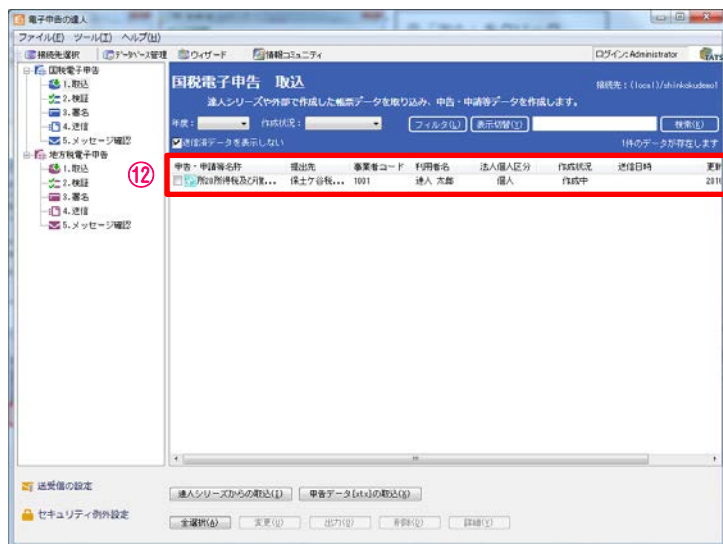 電子申告の達人
ファイル(F) ツール(T) ヘルプ(H)
接続先選択 データベース管理 ウィザード 情報コミュニティ ログイン: Administrator
国税電子申告
1.取込
2.検証
3.署名
4.送信
5.メッセージ確認
地方税電子申告
1.取込
2.検証
3.署名
4.送信
5.メッセージ確認
国税電子申告 取込
接続先:(local)/shinkokudemo1
達人シリーズや外部で作成した帳票データを取り込み、申告・申請等データを作成します。
年度: 作成状況: フィルタ(L) 表示切替(Y) 検索(K)
送信済データを表示しない 1件のデータが存在します
⑫
申告・申請等名称 提出先 事業者コード 利用者名 法人個人区分 作成状況 送信日時 更新
所20所得税及び復... 保土ケ谷税... 1001 達人 太郎 個人 作成中 201
送受信の設定
セキュリティ例外設定
達人シリーズからの取込(I) 申告データ[xtx]の取込(X)
全選択(A) 変更(U) 出力(O) 削除(D) 詳細(Y)